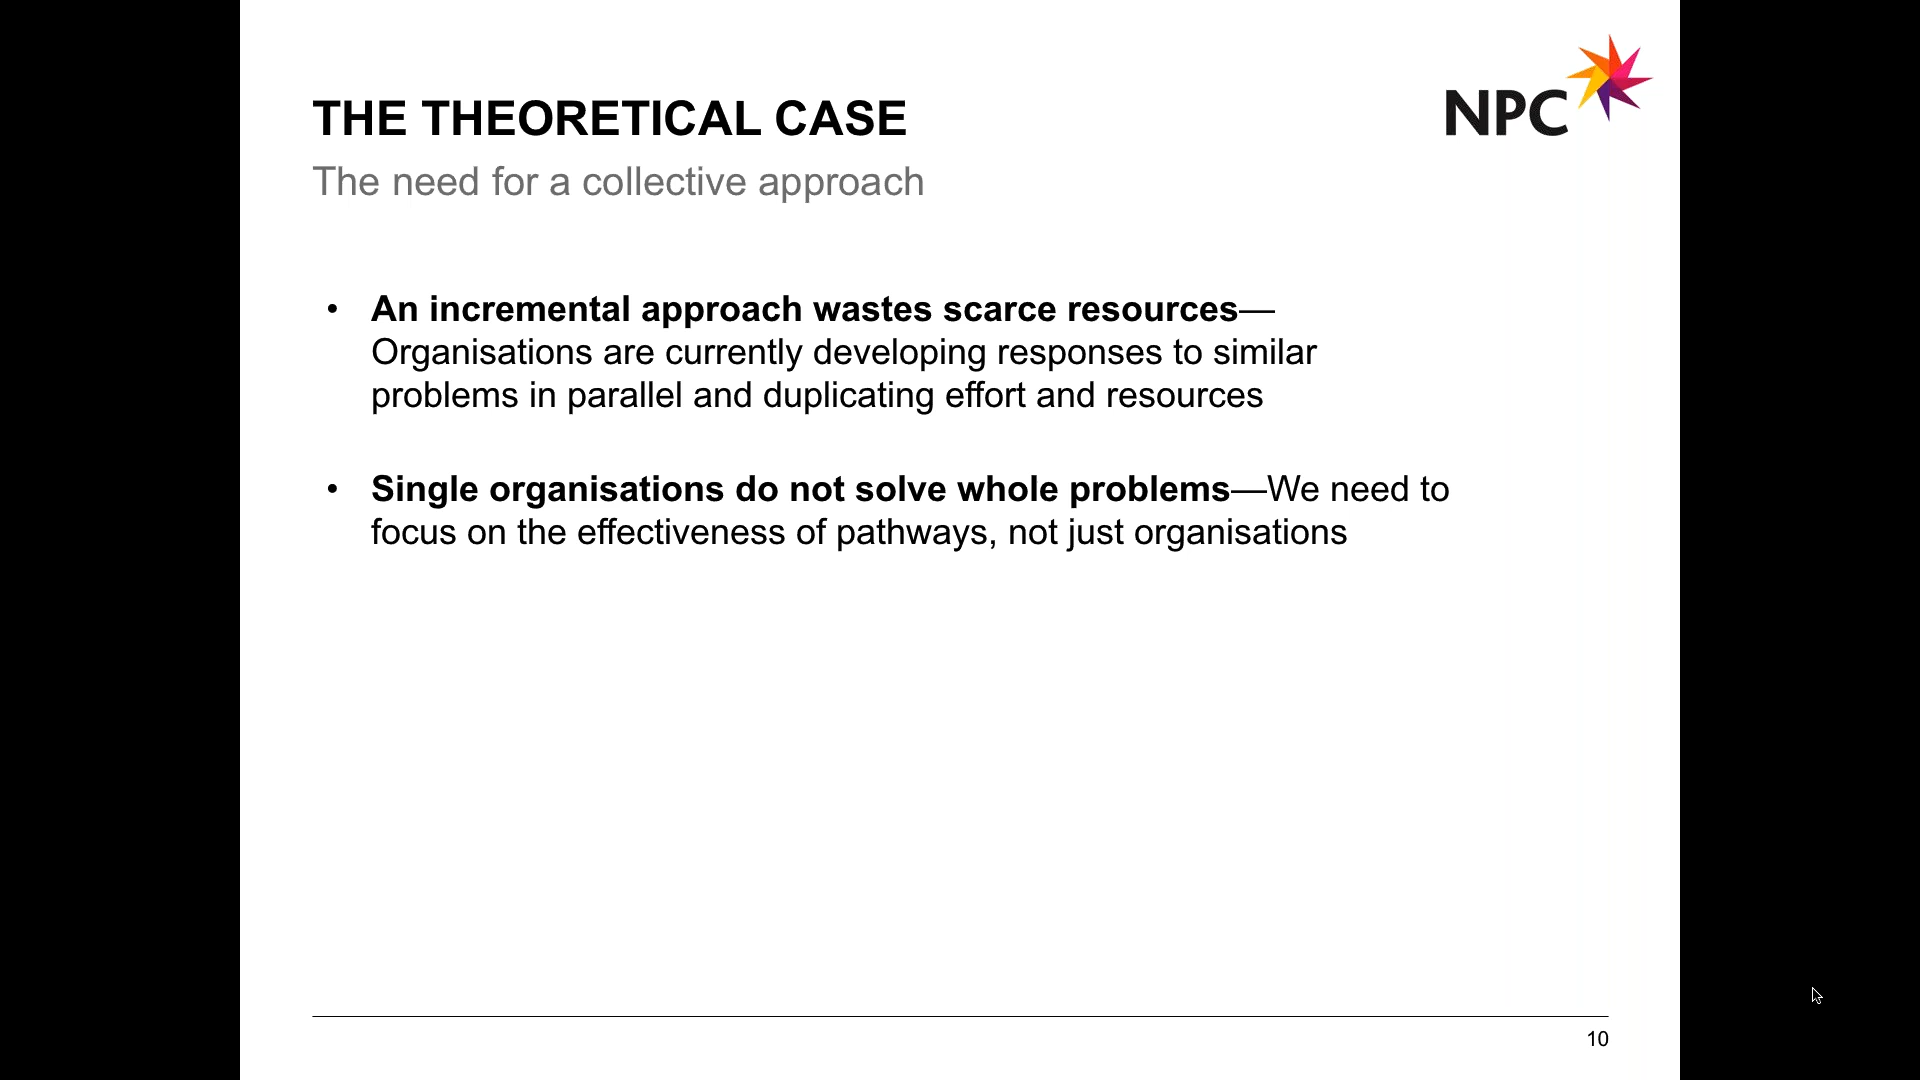 THE THEORETICAL CASE
NPC
The need for a collective approach
• An incremental approach wastes scarce resources—
Organisations are currently developing responses to similar
problems in parallel and duplicating effort and resources
• Single organisations do not solve whole problems—We need to
focus on the effectiveness of pathways, not just organisations
10